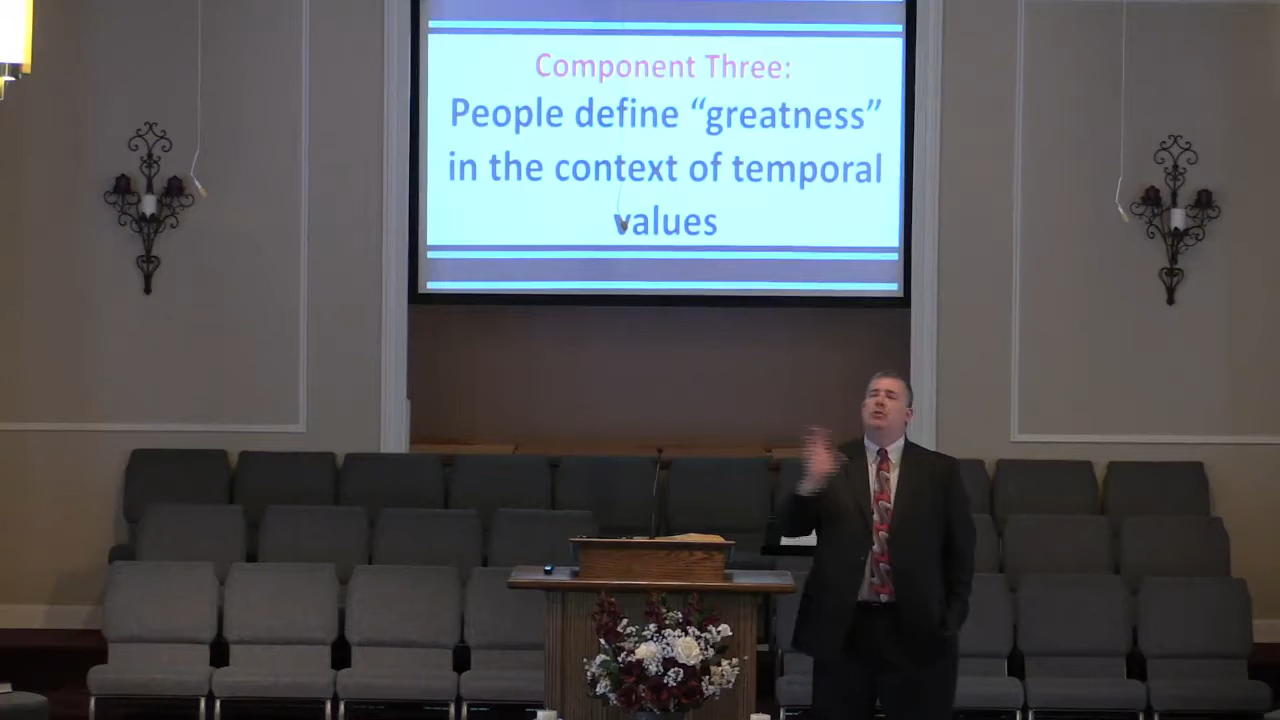 Component Three:
People define “greatness”
in the context of temporal
values